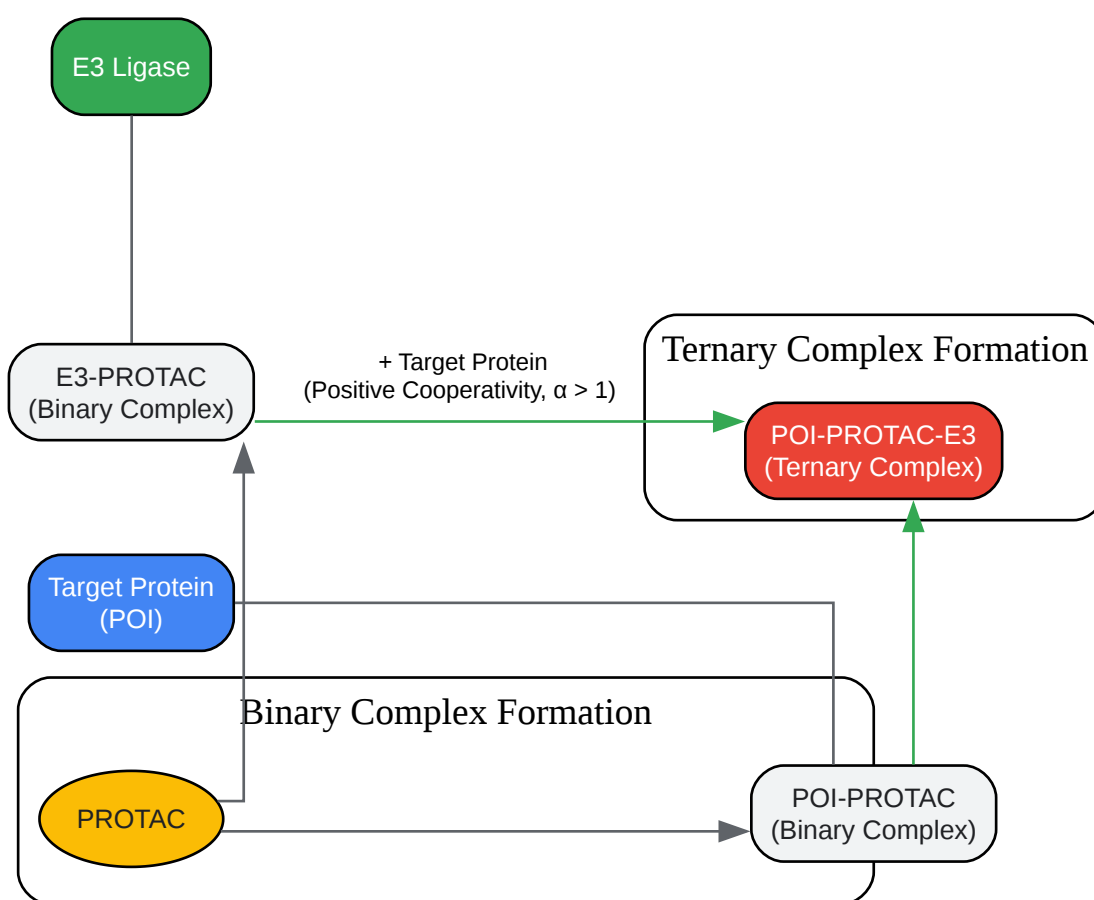 E3 Ligase
E3-PROTAC
(Binary Complex)
+ Target Protein
(Positive Cooperativity, α > 1)
Ternary Complex Formation
POI-PROTAC-E3
(Ternary Complex)
Target Protein
(POI)
Binary Complex Formation
PROTAC
POI-PROTAC
(Binary Complex)